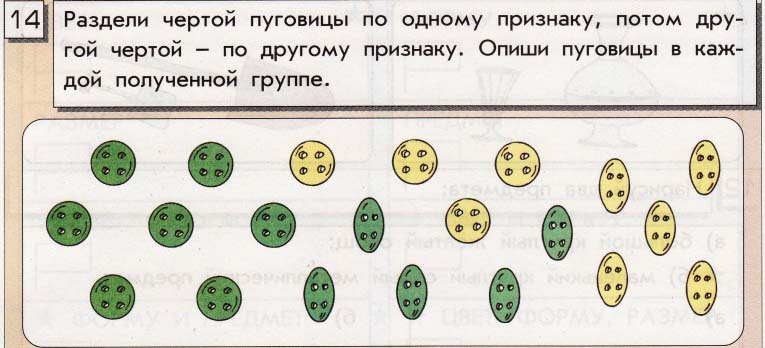 14
Раздели чертой пуговицы по одному признаку, потом дру-
гой чертой – по другому признаку. Опиши пуговицы в каж-
дой полученной группе.